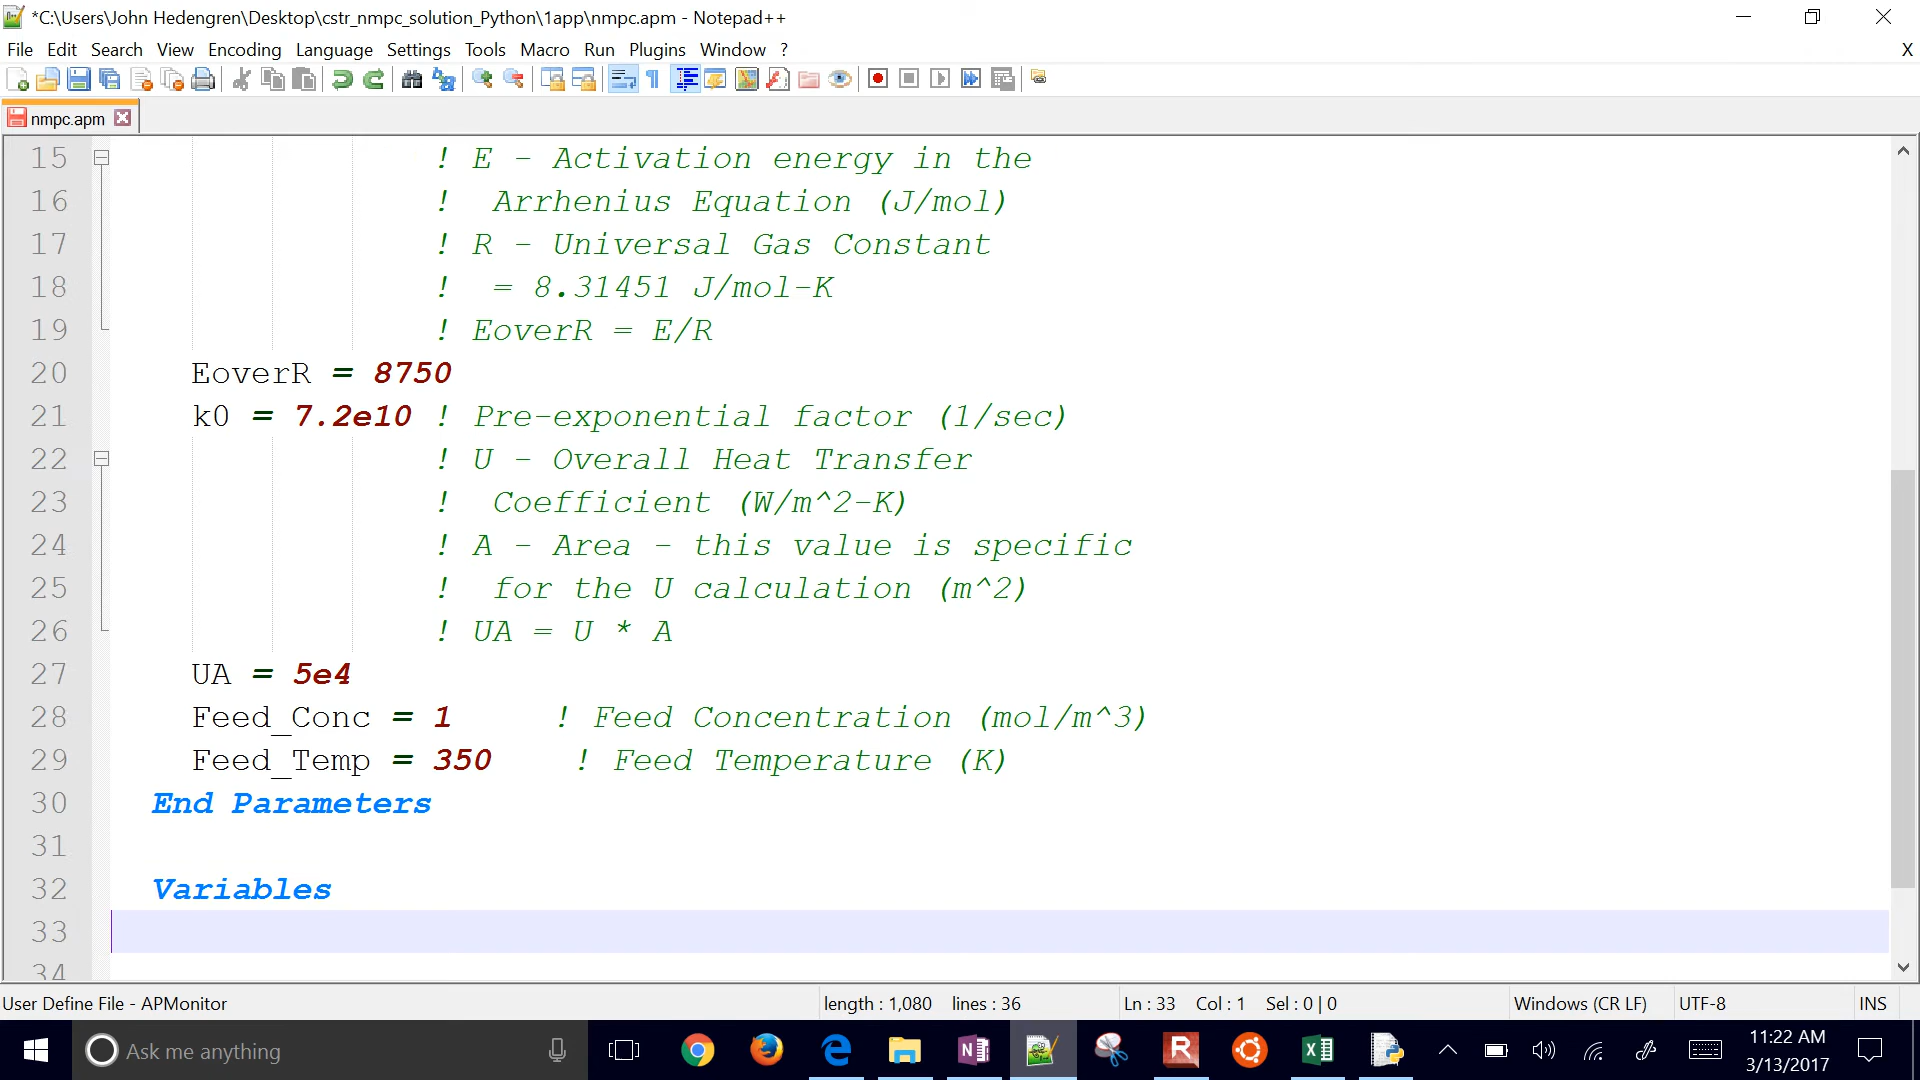 *C:\Users\John Hedengren\Desktop\cstr_nmpc_solution_Python\1app\nmpc.apm - Notepad++
File Edit Search View Encoding Language Settings Tools Macro Run Plugins Window ? X
nmpc.apm
15 ! E - Activation energy in the
16 ! Arrhenius Equation (J/mol)
17 ! R - Universal Gas Constant
18 ! = 8.31451 J/mol-K
19 ! EoverR = E/R
20 EoverR = 8750
21 k0 = 7.2e10 ! Pre-exponential factor (1/sec)
22 ! U - Overall Heat Transfer
23 ! Coefficient (W/m^2-K)
24 ! A - Area - this value is specific
25 ! for the U calculation (m^2)
26 ! UA = U * A
27 UA = 5e4
28 Feed_Conc = 1 ! Feed Concentration (mol/m^3)
29 Feed_Temp = 350 ! Feed Temperature (K)
30 End Parameters
31
32 Variables
33
34
User Define File - APMonitor length : 1,080 lines : 36 Ln : 33 Col : 1 Sel : 0 | 0 Windows (CR LF) UTF-8 INS
Ask me anything
11:22 AM
3/13/2017